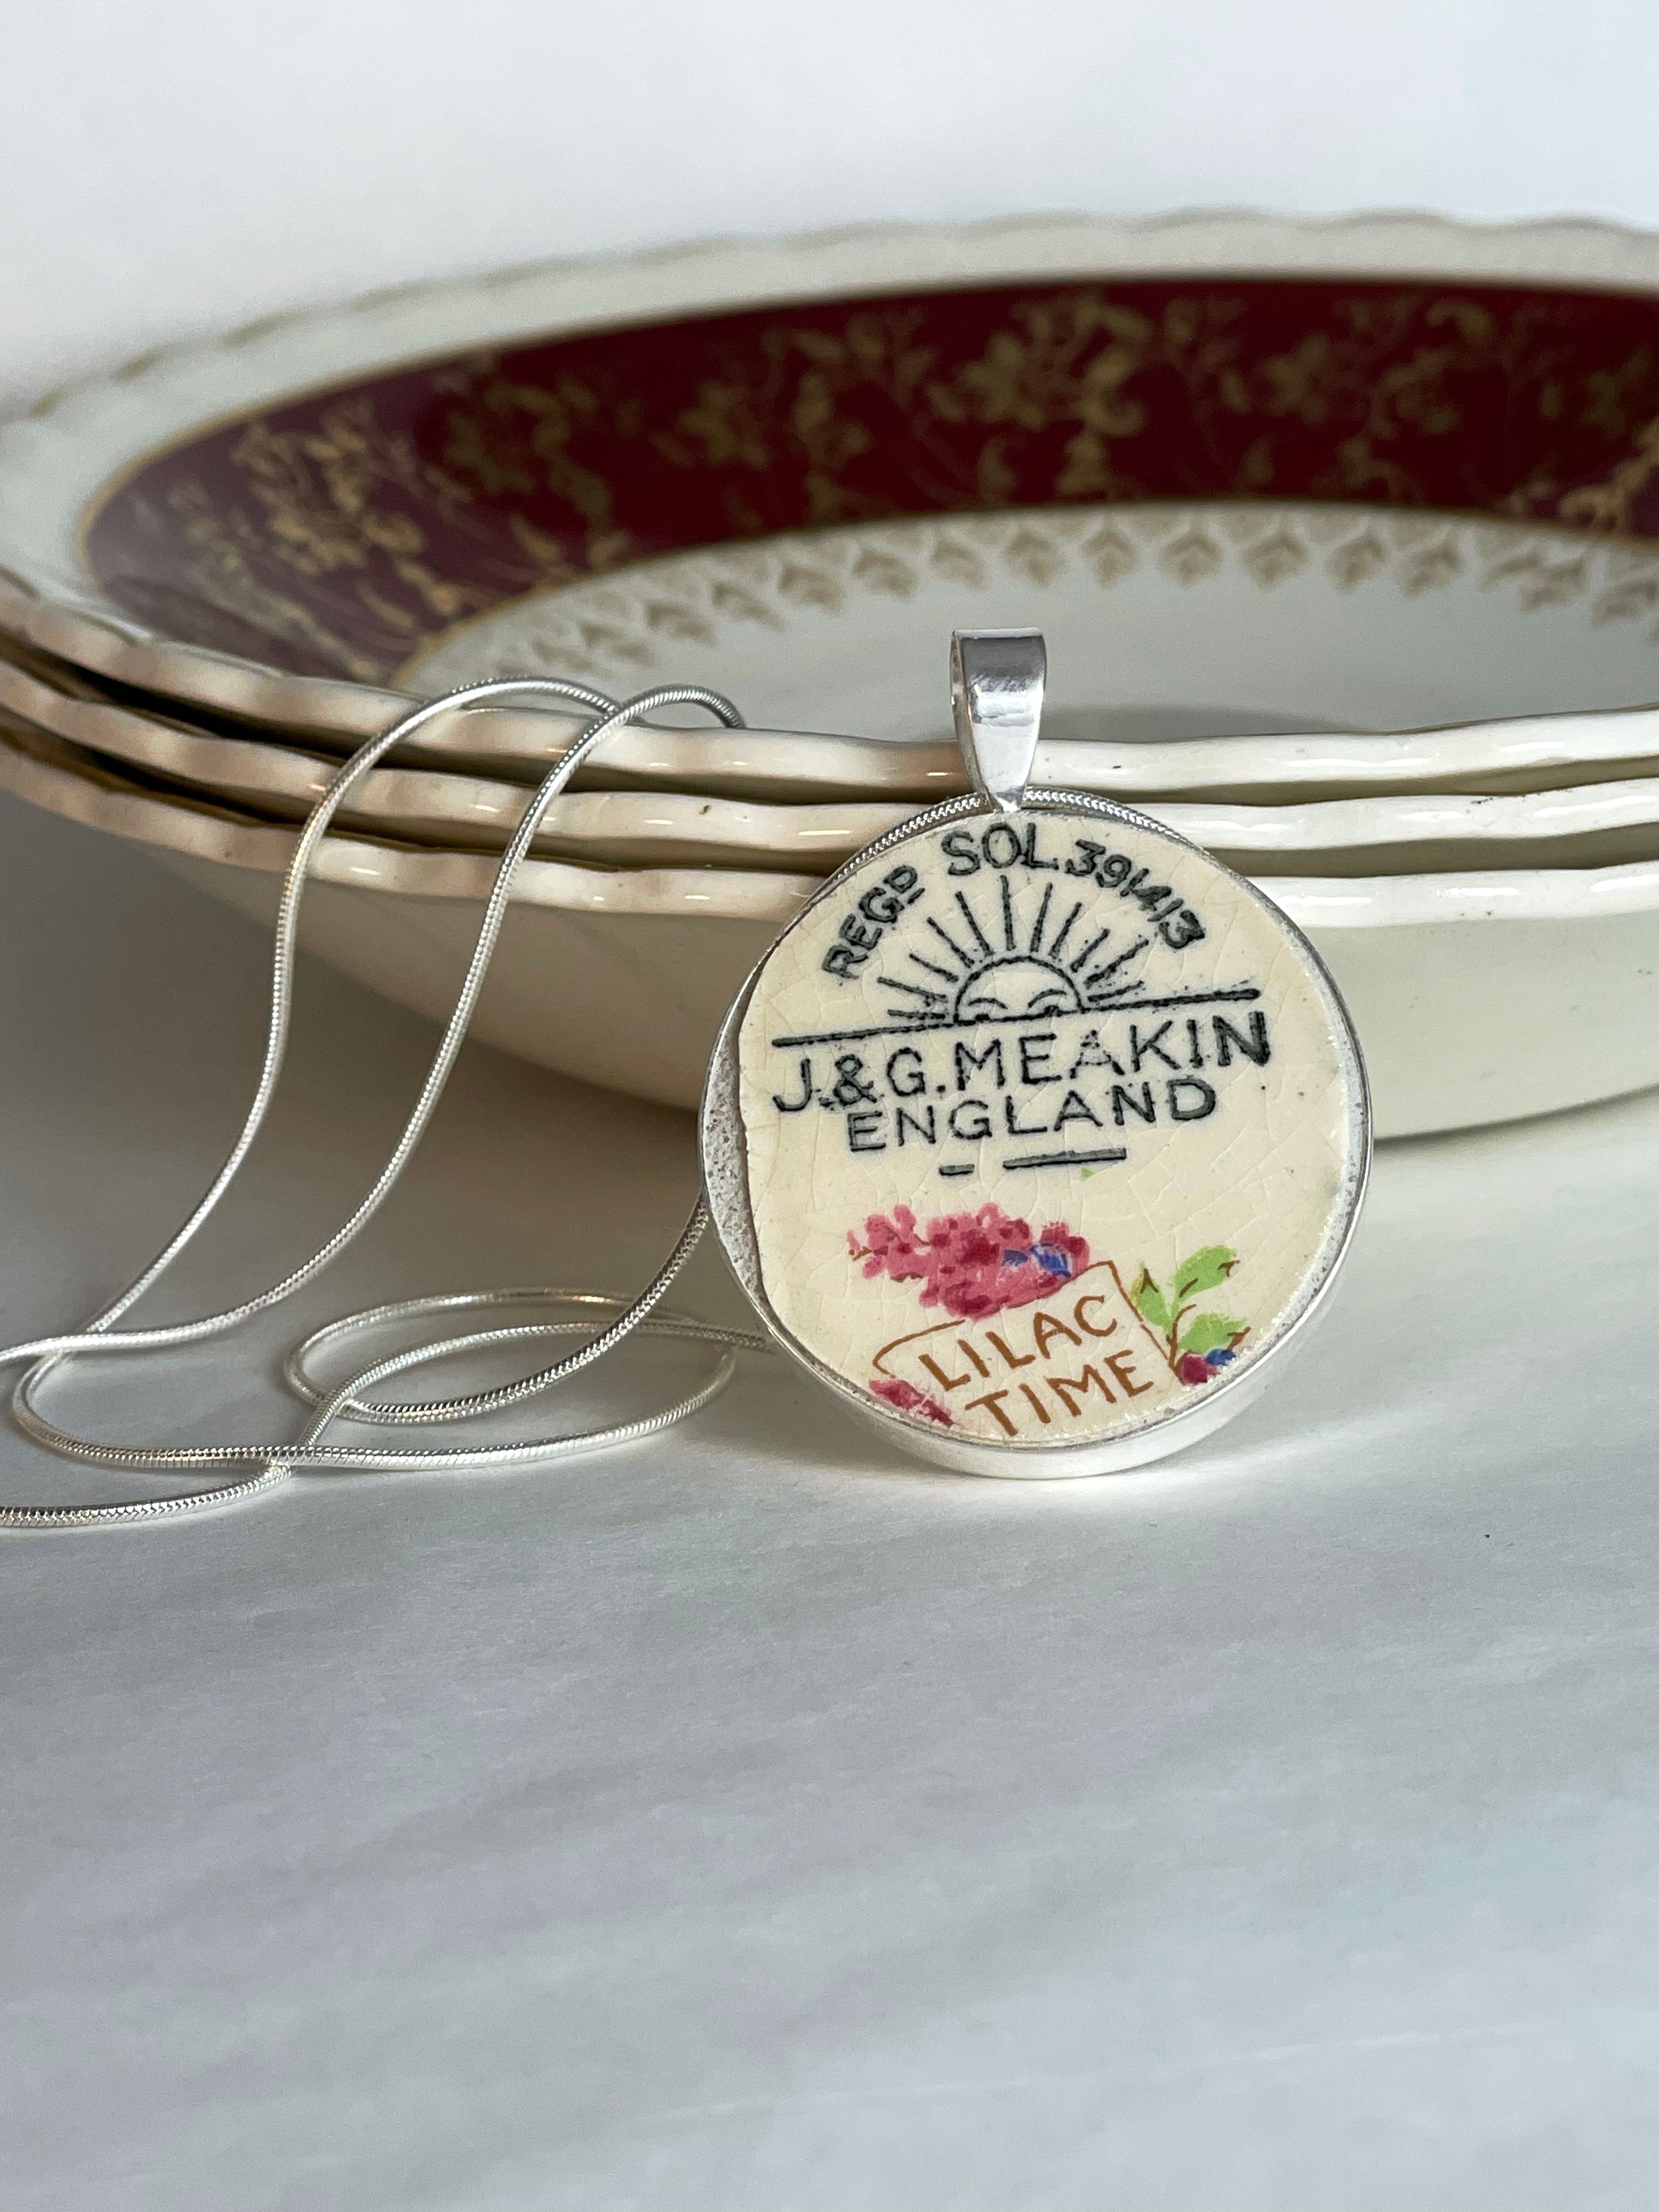 REGD SOL 391413
J.&G. MEAKIN
ENGLAND
LILAC
TIME